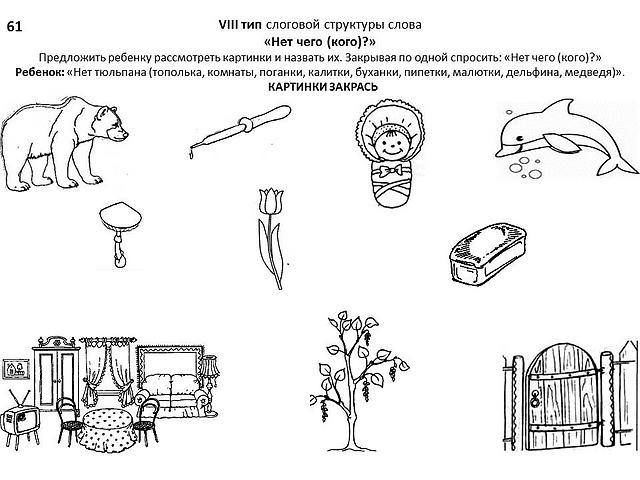 61
VIII тип слоговой структуры слова
«Нет чего (кого)?»
Предложить ребенку рассмотреть картинки и назвать их. Закрывая по одной спросить: «Нет чего (кого)?»
Ребенок: «Нет тюльпана (тополька, комнаты, поганки, калитки, буханки, пипетки, малютки, дельфина, медведя)».
КАРТИНКИ ЗАКРАСЬ